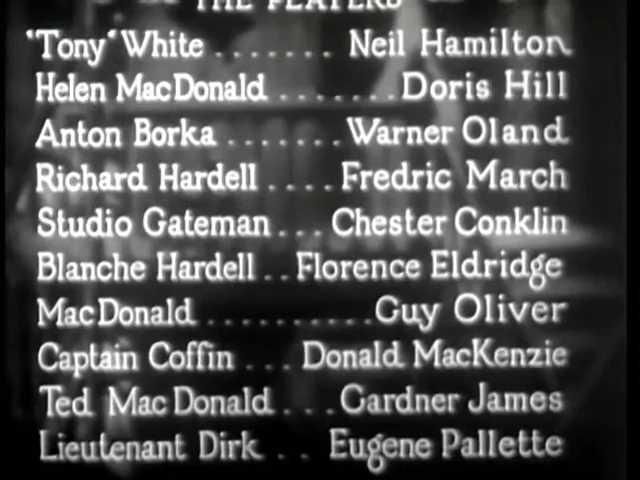 THE PLAYERS
"Tony" White ....... Neil Hamilton
Helen MacDonald ....... Doris Hill
Anton Borka ....... Warner Oland
Richard Hardell .... Fredric March
Studio Gateman ... Chester Conklin
Blanche Hardell .. Florence Eldridge
MacDonald ........... Guy Oliver
Captain Coffin ... Donald MacKenzie
Ted MacDonald ... Gardner James
Lieutenant Dirk .. Eugene Pallette